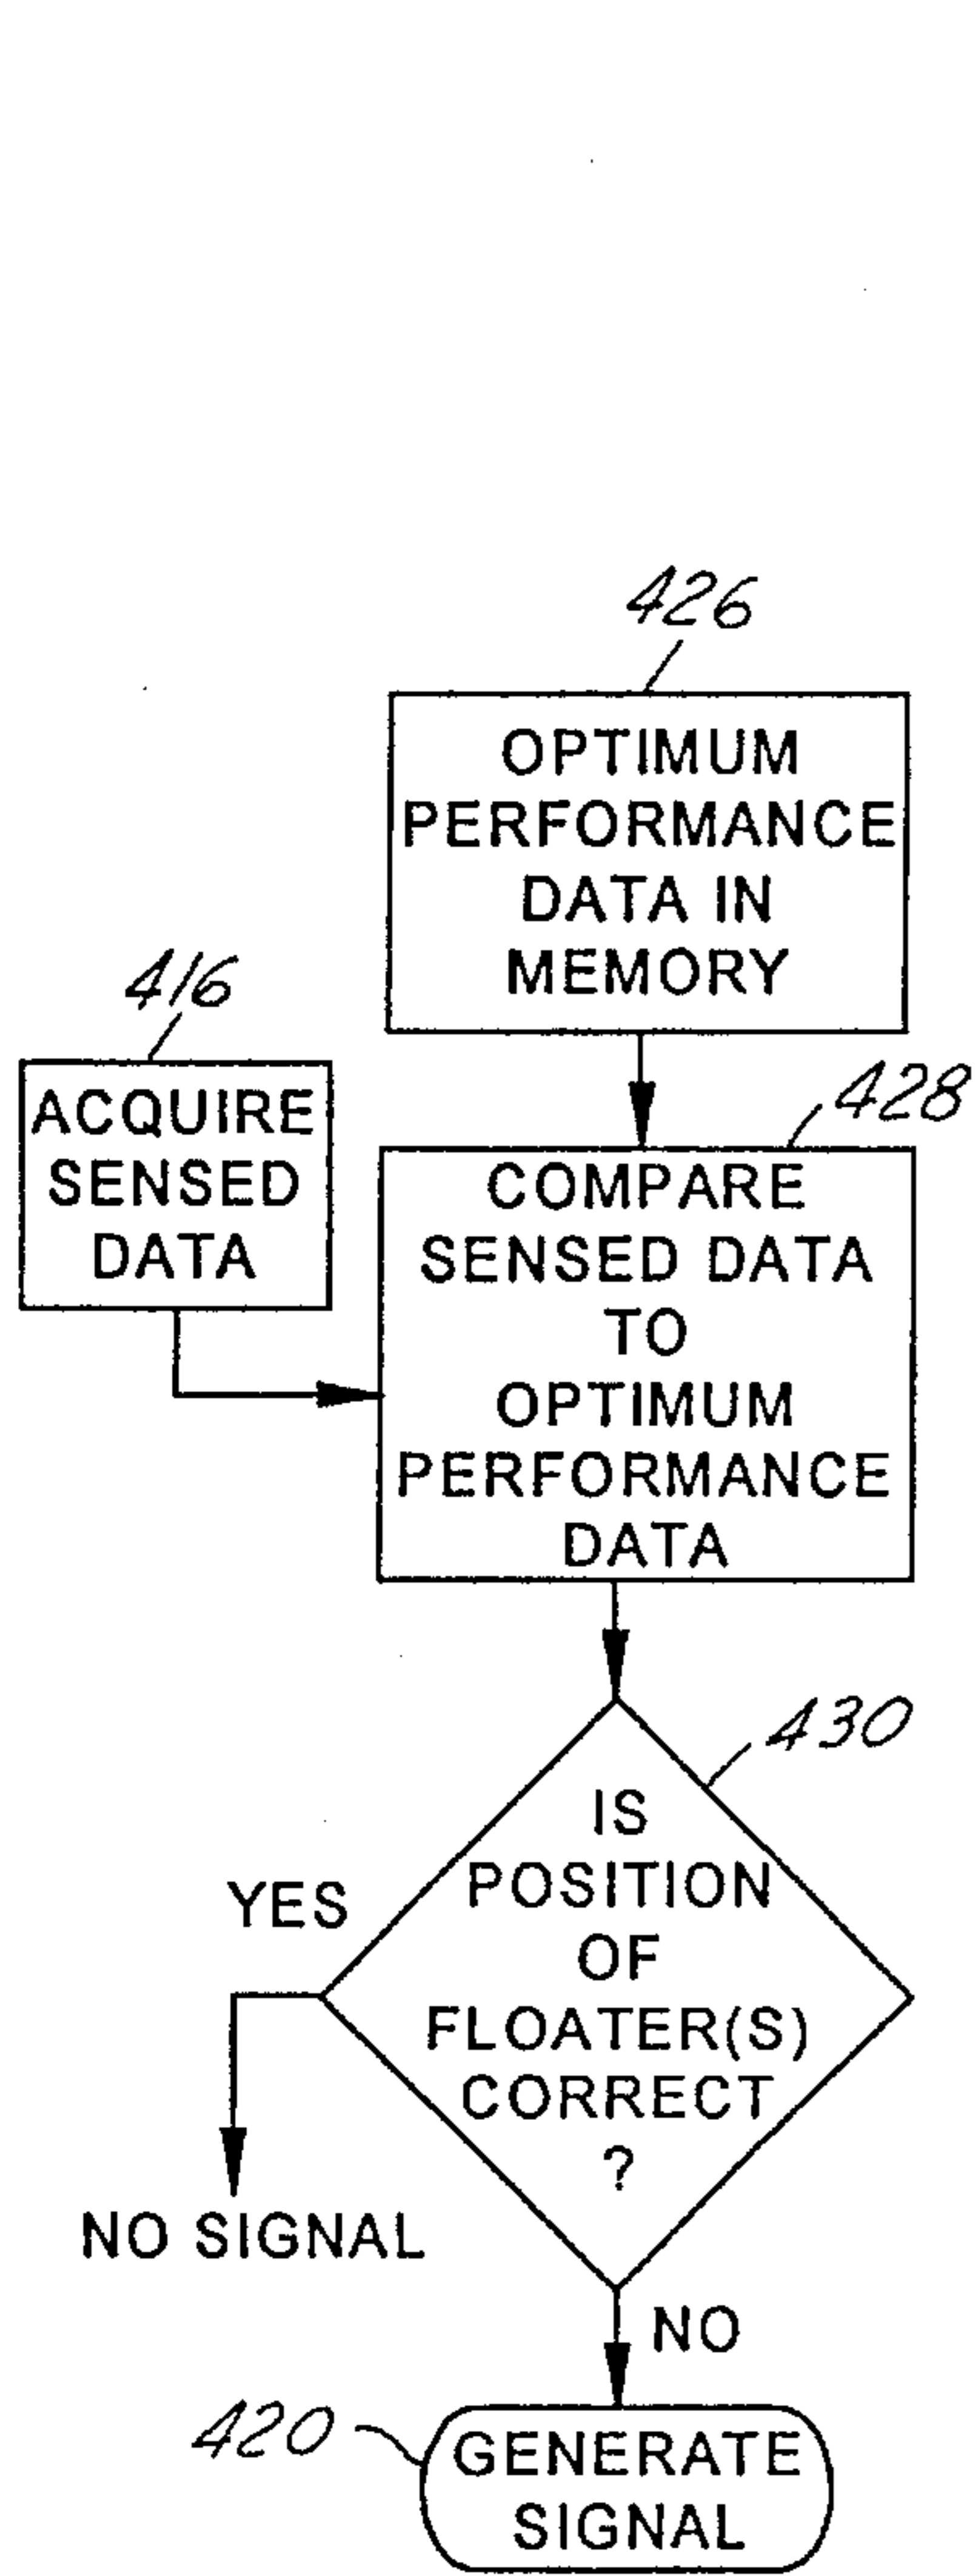 426
OPTIMUM
PERFORMANCE
DATA IN
MEMORY
416
ACQUIRE
SENSED
DATA
428
COMPARE
SENSED DATA
TO
OPTIMUM
PERFORMANCE
DATA
430
IS
POSITION
OF
FLOATER(S)
CORRECT
?
YES
NO SIGNAL
NO
420
GENERATE
SIGNAL